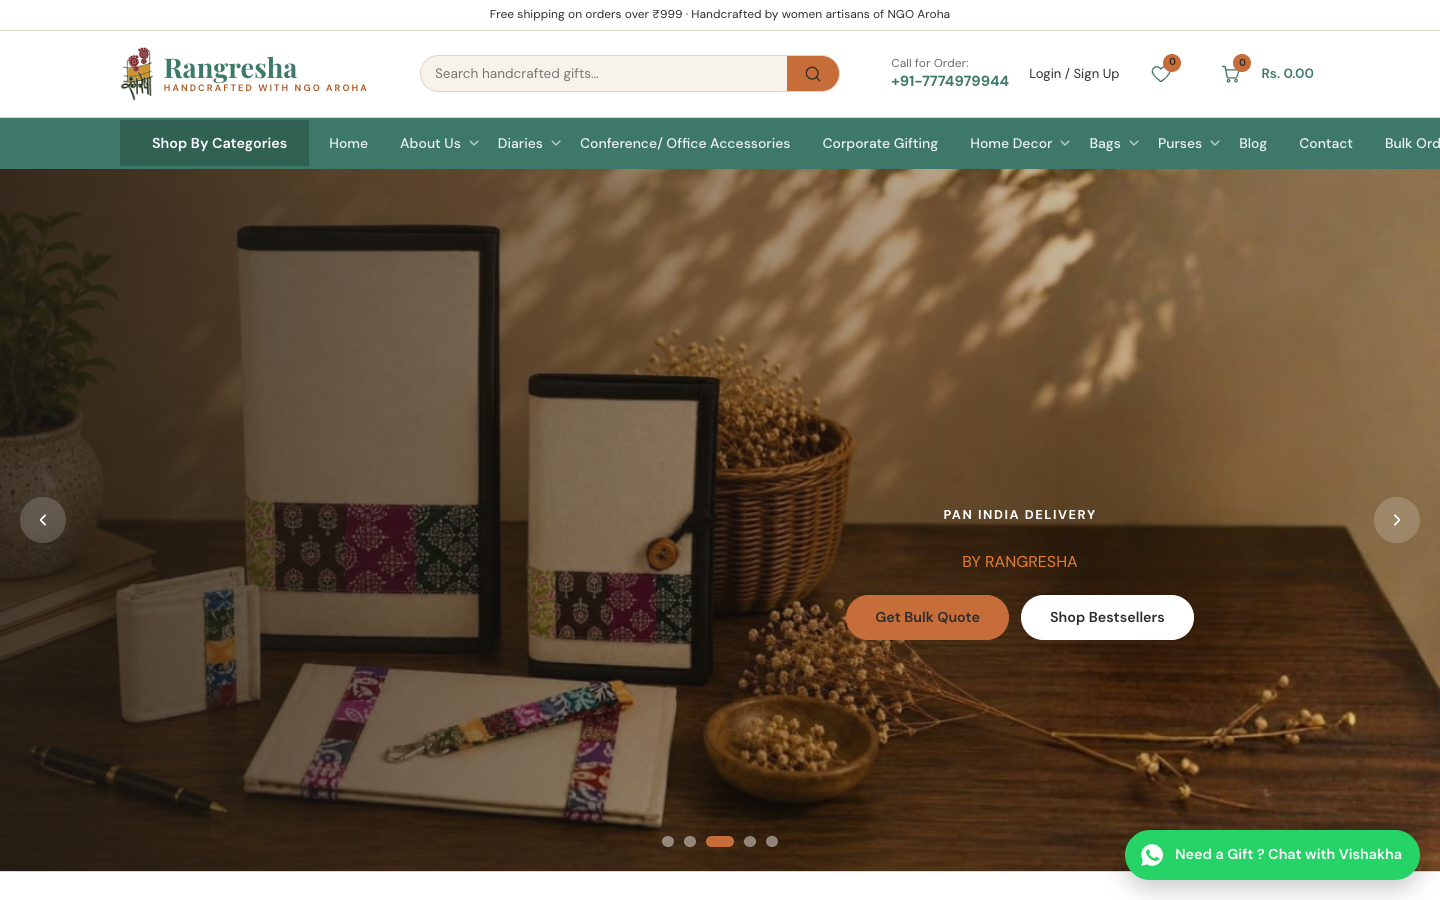 Free shipping on orders over ₹999 · Handcrafted by women artisans of NGO Aroha
Rangresha
HANDCRAFTED WITH NGO AROHA
Search handcrafted gifts...
Call for Order:
+91-7774979944
Login / Sign Up
0
0
Rs. 0.00
Shop By Categories
Home
About Us
Diaries
Conference/ Office Accessories
Corporate Gifting
Home Decor
Bags
Purses
Blog
Contact
Bulk Ord
PAN INDIA DELIVERY
BY RANGRESHA
Get Bulk Quote
Shop Bestsellers
Need a Gift ? Chat with Vishakha